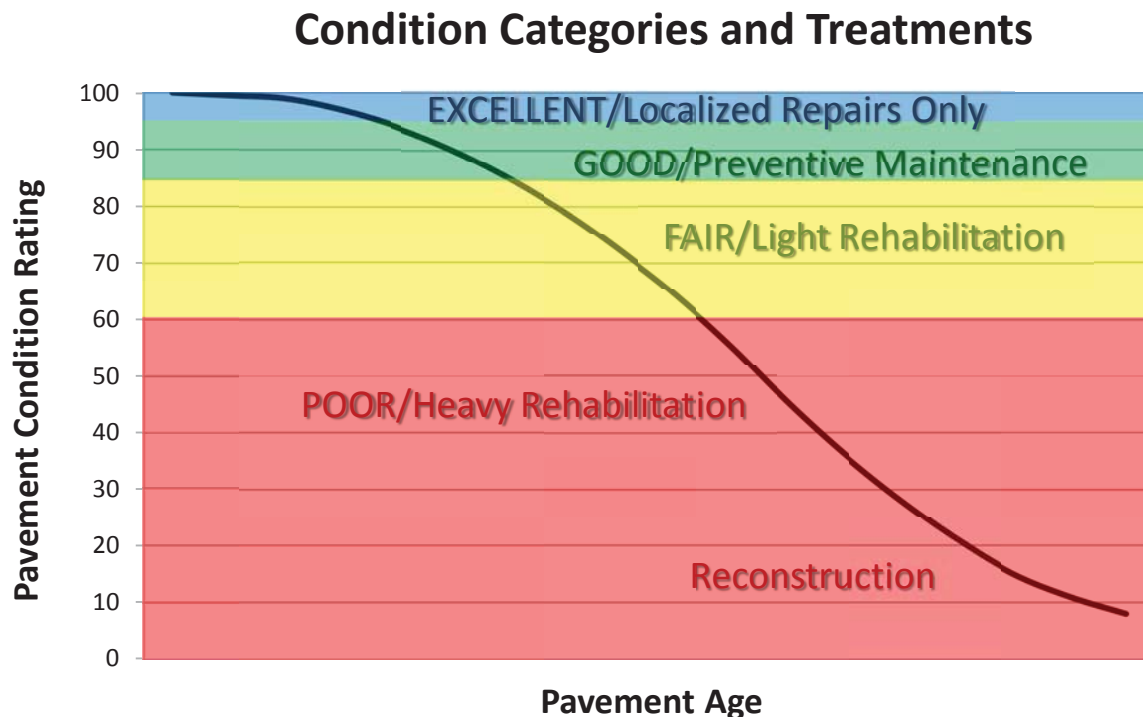 Condition Categories and Treatments
100
90
80
70
60
50
40
30
20
10
0
Pavement Condition Rating
EXCELLENT/Localized Repairs Only
GOOD/Preventive Maintenance
FAIR/Light Rehabilitation
POOR/Heavy Rehabilitation
Reconstruction
Pavement Age